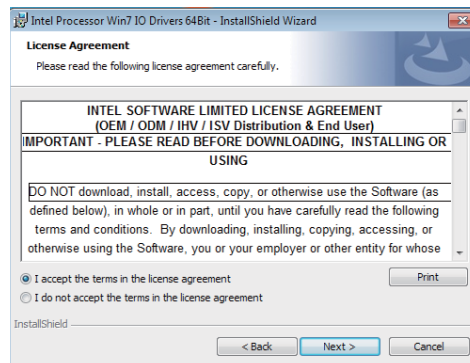 Intel Processor Win7 IO Drivers 64Bit - InstallShield Wizard
License Agreement
Please read the following license agreement carefully.
INTEL SOFTWARE LIMITED LICENSE AGREEMENT
(OEM / ODM / IHV / ISV Distribution & End User)
IMPORTANT - PLEASE READ BEFORE DOWNLOADING, INSTALLING OR
USING
DO NOT download, install, access, copy, or otherwise use the Software (as
defined below), in whole or in part, until you have carefully read the following
terms and conditions. By downloading, installing, copying, accessing, or
otherwise using the Software, you or your employer or other entity for whose
I accept the terms in the license agreement
Print
I do not accept the terms in the license agreement
InstallShield
< Back
Next >
Cancel